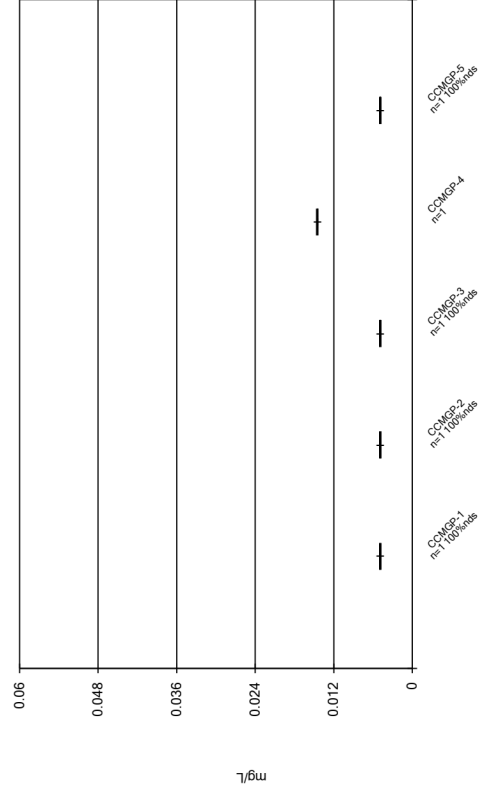 mg/L
0.06
0.048
0.036
0.024
0.012
0
CCMGP-1
n=1 100%nds
CCMGP-2
n=1 100%nds
CCMGP-3
n=1 100%nds
CCMGP-4
n=1
CCMGP-5
n=1 100%nds